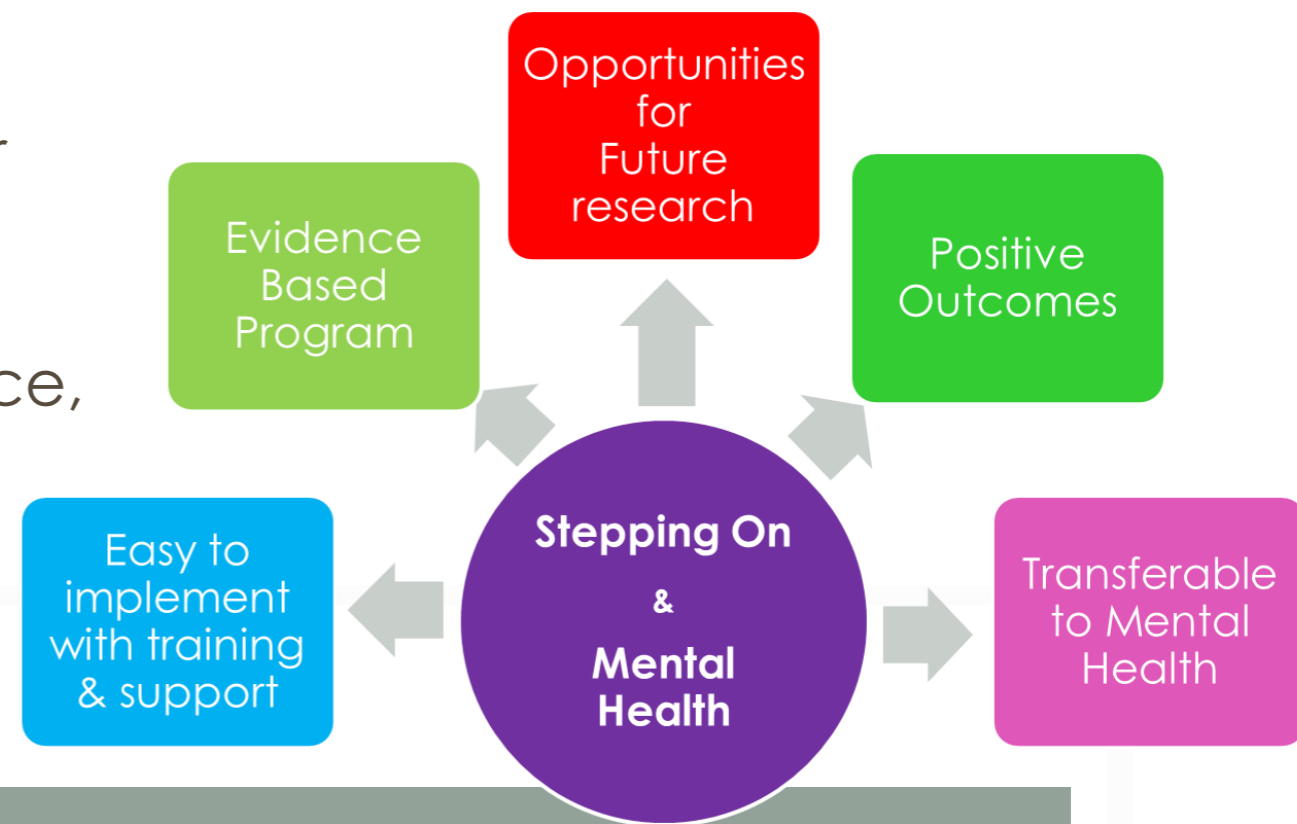 Opportunities
for
Future
research
Evidence
Based
Program
Positive
Outcomes
ce,
Easy to
implement
with training
& support
Stepping On
&
Mental
Health
Transferable
to Mental
Health